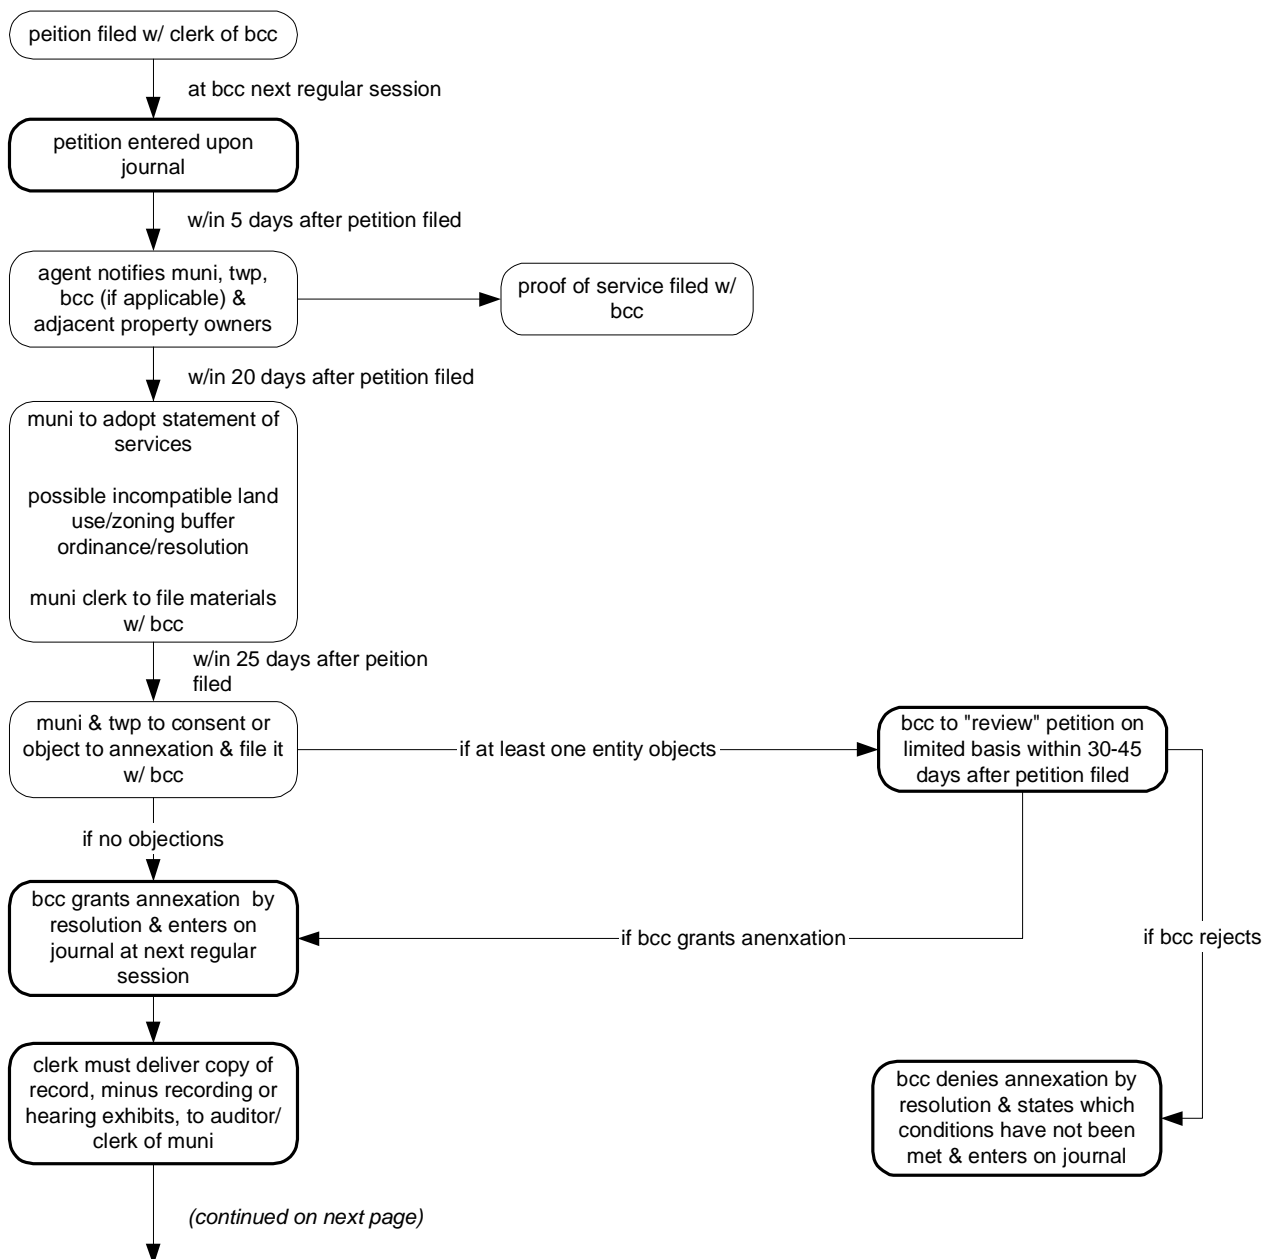 peition filed w/ clerk of bcc
at bcc next regular session
petition entered upon
journal
w/in 5 days after petition filed
agent notifies muni, twp,
bcc (if applicable) &
adjacent property owners
proof of service filed w/
bcc
w/in 20 days after petition filed
muni to adopt statement of
services
possible incompatible land
use/zoning buffer
ordinance/resolution
muni clerk to file materials
w/ bcc
w/in 25 days after peition
filed
muni & twp to consent or
object to annexation & file it
w/ bcc
if at least one entity objects
bcc to "review" petition on
limited basis within 30-45
days after petition filed
if no objections
bcc grants annexation  by
resolution & enters on
journal at next regular
session
if bcc grants anenxation
if bcc rejects
clerk must deliver copy of
record, minus recording or
hearing exhibits, to auditor/
clerk of muni
bcc denies annexation by
resolution & states which
conditions have not been
met & enters on journal
(continued on next page)